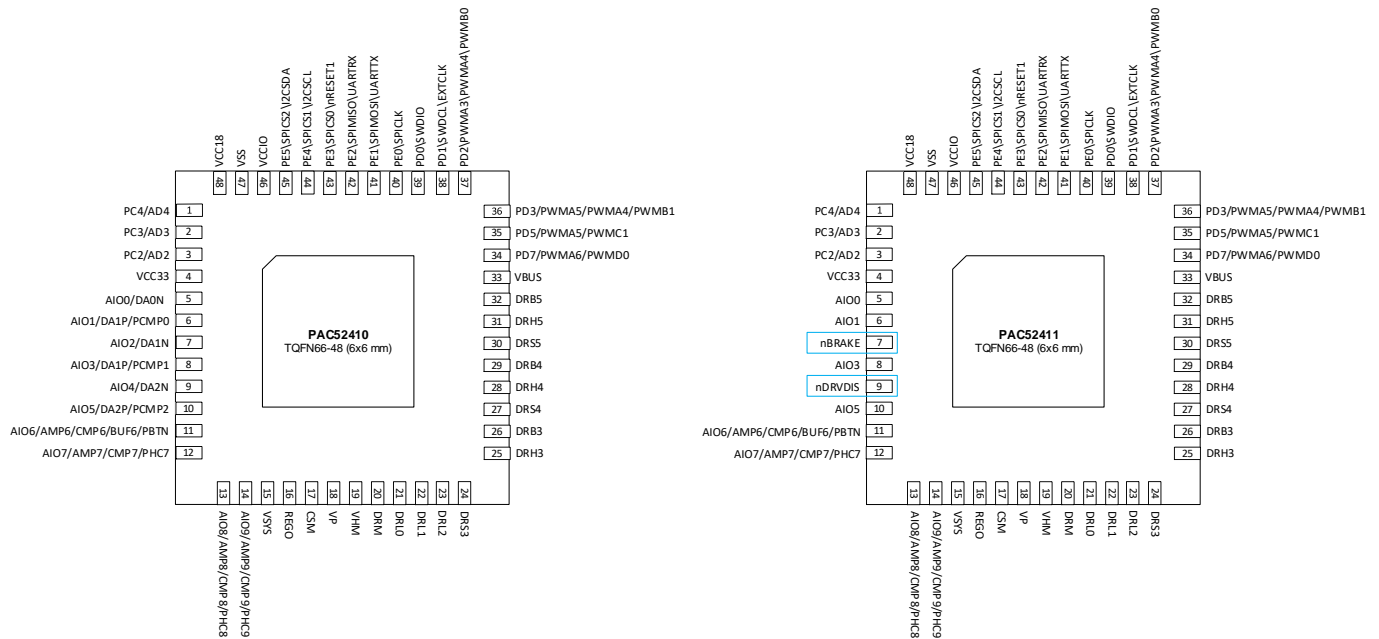 VCC18
VSS
VCCIO
PE5\SPICS2\I2CSDA
PE4\SPICS1\I2CSCL
PE3\SPICS0\nRESET1
PE2\SPIMISO\UARTRX
PE1\SPIMOSI\UARTTX
PE0\SPICLK
PD0\SWDIO
PD1\SWDCL\EXTCLK
PD2\PWMA3\PWMA4\PWMB0
48 47 46 45 44 43 42 41 40 39 38 37
PC4/AD4 1
PC3/AD3 2
PC2/AD2 3
VCC33 4
AIO0/DA0N 5
AIO1/DA1P/PCMP0 6
AIO2/DA1N 7
AIO3/DA1P/PCMP1 8
AIO4/DA2N 9
AIO5/DA2P/PCMP2 10
AIO6/AMP6/CMP6/BUF6/PBTN 11
AIO7/AMP7/CMP7/PHC7 12
PAC52410
TQFN66-48 (6x6 mm)
36 PD3/PWMA5/PWMA4/PWMB1
35 PD5/PWMA5/PWMC1
34 PD7/PWMA6/PWMD0
33 VBUS
32 DRB5
31 DRH5
30 DRS5
29 DRB4
28 DRH4
27 DRS4
26 DRB3
25 DRH3
13 14 15 16 17 18 19 20 21 22 23 24
AIO8/AMP8/CMP8/PHC8
AIO9/AMP9/CMP9/PHC9
VSYS
REGO
CSM
VP
VHM
DRM
DRL0
DRL1
DRL2
DRS3
VCC18
VSS
VCCIO
PE5\SPICS2\I2CSDA
PE4\SPICS1\I2CSCL
PE3\SPICS0\nRESET1
PE2\SPIMISO\UARTRX
PE1\SPIMOSI\UARTTX
PE0\SPICLK
PD0\SWDIO
PD1\SWDCL\EXTCLK
PD2\PWMA3\PWMA4\PWMB0
48 47 46 45 44 43 42 41 40 39 38 37
PC4/AD4 1
PC3/AD3 2
PC2/AD2 3
VCC33 4
AIO0 5
AIO1 6
nBRAKE 7
AIO3 8
nDRVDIS 9
AIO5 10
AIO6/AMP6/CMP6/BUF6/PBTN 11
AIO7/AMP7/CMP7/PHC7 12
PAC52411
TQFN66-48 (6x6 mm)
36 PD3/PWMA5/PWMA4/PWMB1
35 PD5/PWMA5/PWMC1
34 PD7/PWMA6/PWMD0
33 VBUS
32 DRB5
31 DRH5
30 DRS5
29 DRB4
28 DRH4
27 DRS4
26 DRB3
25 DRH3
13 14 15 16 17 18 19 20 21 22 23 24
AIO8/AMP8/CMP8/PHC8
AIO9/AMP9/CMP9/PHC9
VSYS
REGO
CSM
VP
VHM
DRM
DRL0
DRL1
DRL2
DRS3